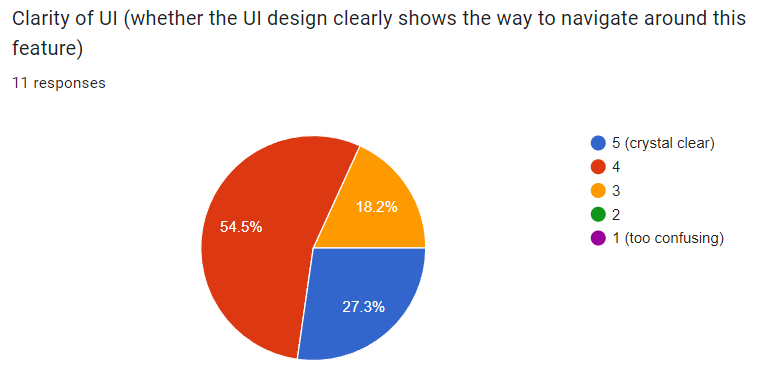 Clarity of UI (whether the UI design clearly shows the way to navigate around this
feature)
11 responses
5 (crystal clear)
4
3
2
1 (too confusing)
18.2%
54.5%
27.3%